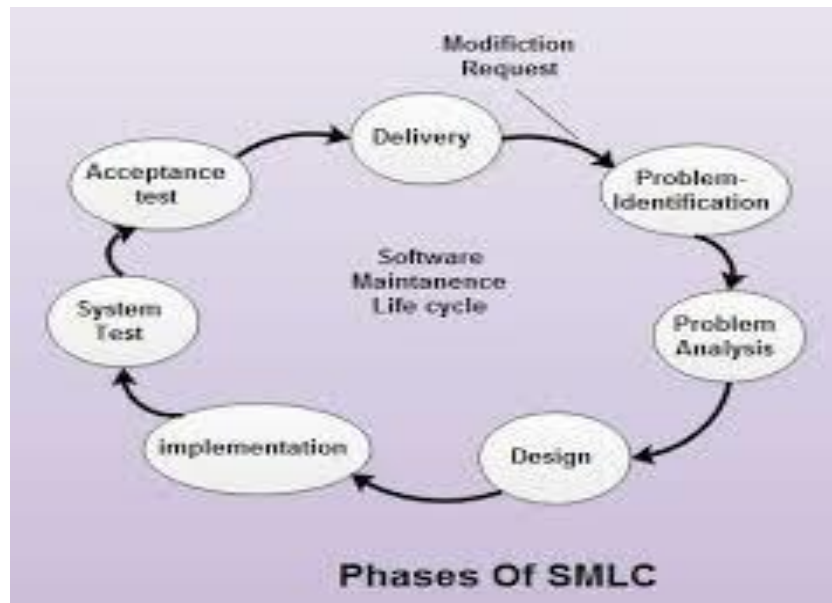 Modifiction
Request
Delivery
Acceptance
test
Problem-
Identification
Software
Maintanence
Life cycle
System
Test
Problem
Analysis
implementation
Design
Phases Of SMLC